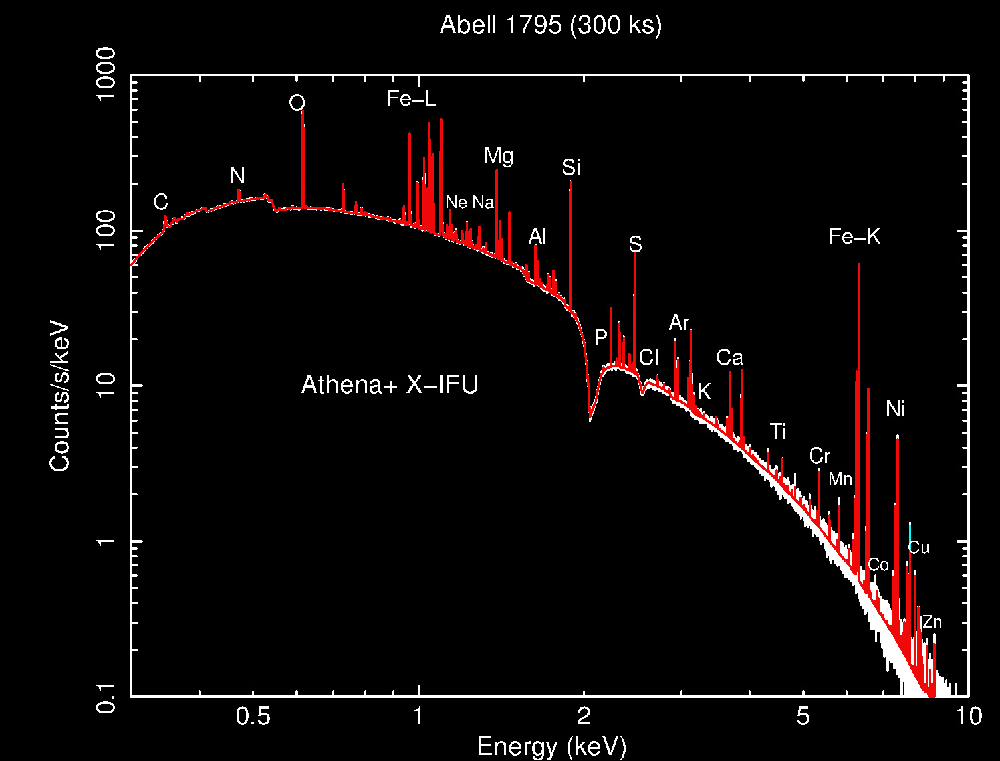 Abell 1795 (300 ks)
1000
100
10
1
0.1
Counts/s/keV
C
N
O
Fe–L
Ne Na
Mg
Al
Si
P
S
Cl
Ar
K
Ca
Ti
Cr
Mn
Fe–K
Co
Ni
Cu
Zn
Athena+ X–IFU
0.5 1 2 5 10
Energy (keV)